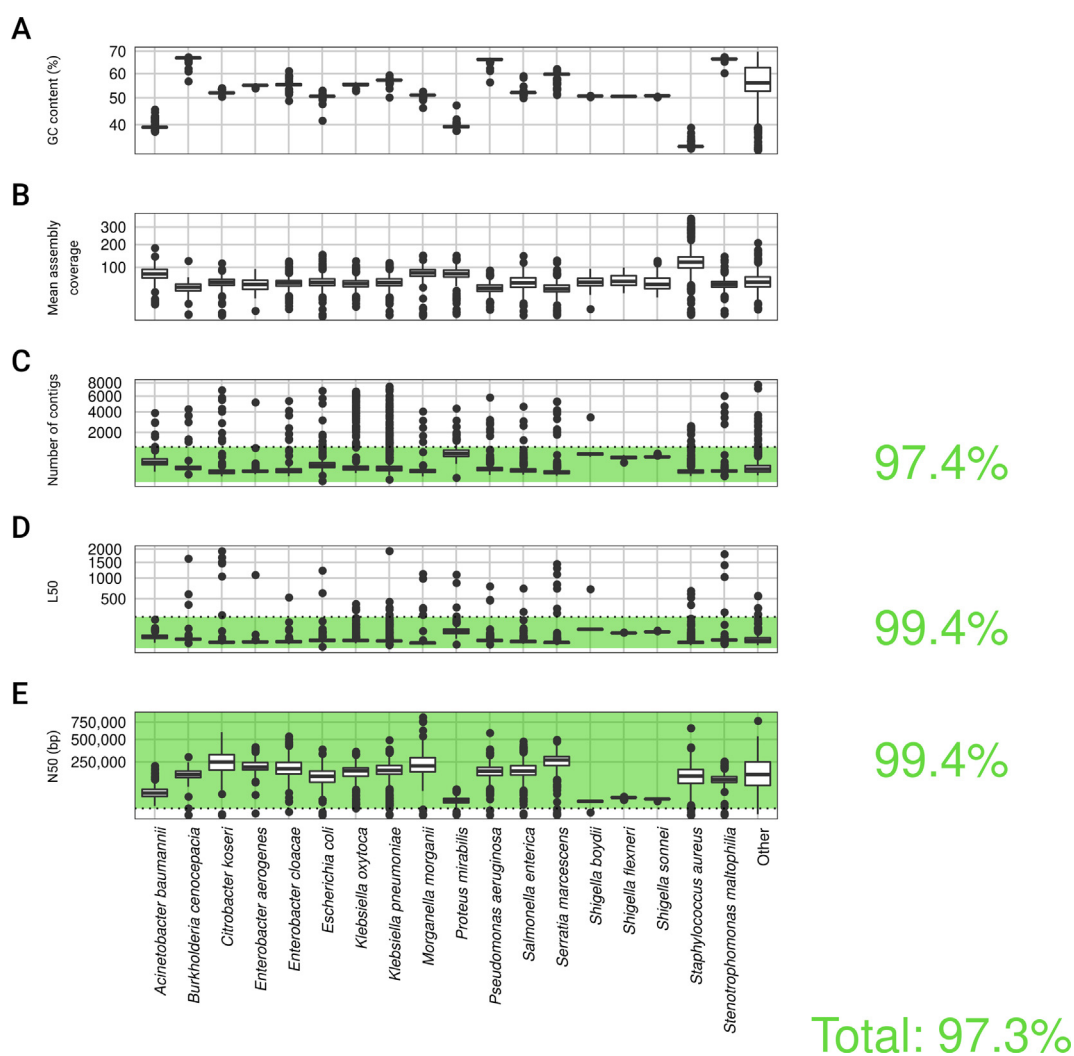 A
GC content (%)
70
60
50
40
B
Mean assembly
coverage
300
200
100
C
Number of contigs
8000
6000
4000
2000
97.4%
D
L50
2000
1500
1000
500
99.4%
E
N50 (bp)
750,000
500,000
250,000
99.4%
Acinetobacter baumannii
Burkholderia cenocepacia
Citrobacter koseri
Enterobacter aerogenes
Enterobacter cloacae
Escherichia coli
Klebsiella oxytoca
Klebsiella pneumoniae
Morganella morganii
Proteus mirabilis
Pseudomonas aeruginosa
Salmonella enterica
Serratia marcescens
Shigella boydii
Shigella flexneri
Shigella sonnei
Staphylococcus aureus
Stenotrophomonas maltophilia
Other
Total: 97.3%